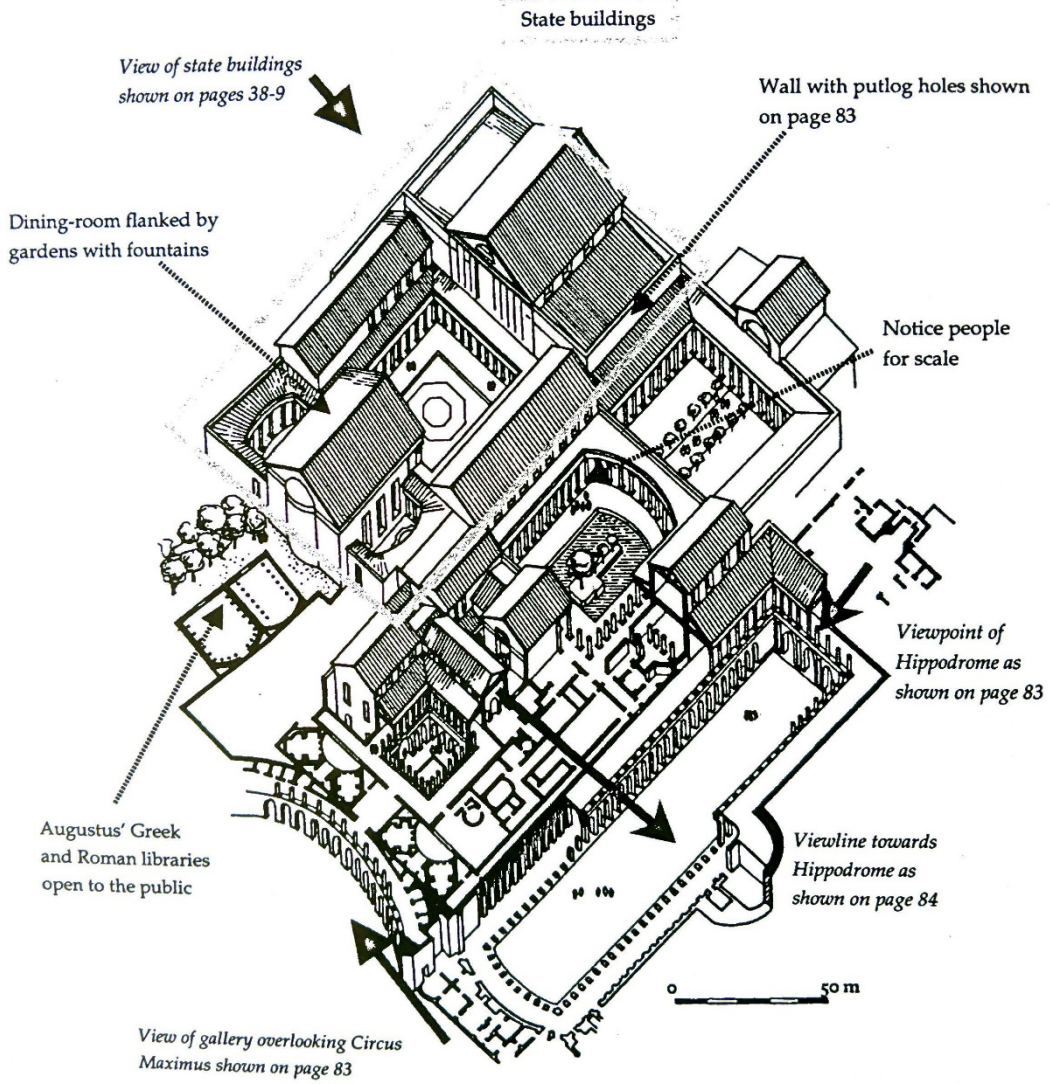 State buildings
View of state buildings
shown on pages 38-9
Wall with putlog holes shown
on page 83
Dining-room flanked by
gardens with fountains
Notice people
for scale
Viewpoint of
Hippodrome as
shown on page 83
Augustus' Greek
and Roman libraries
open to the public
Viewline towards
Hippodrome as
shown on page 84
0 50 m
View of gallery overlooking Circus
Maximus shown on page 83